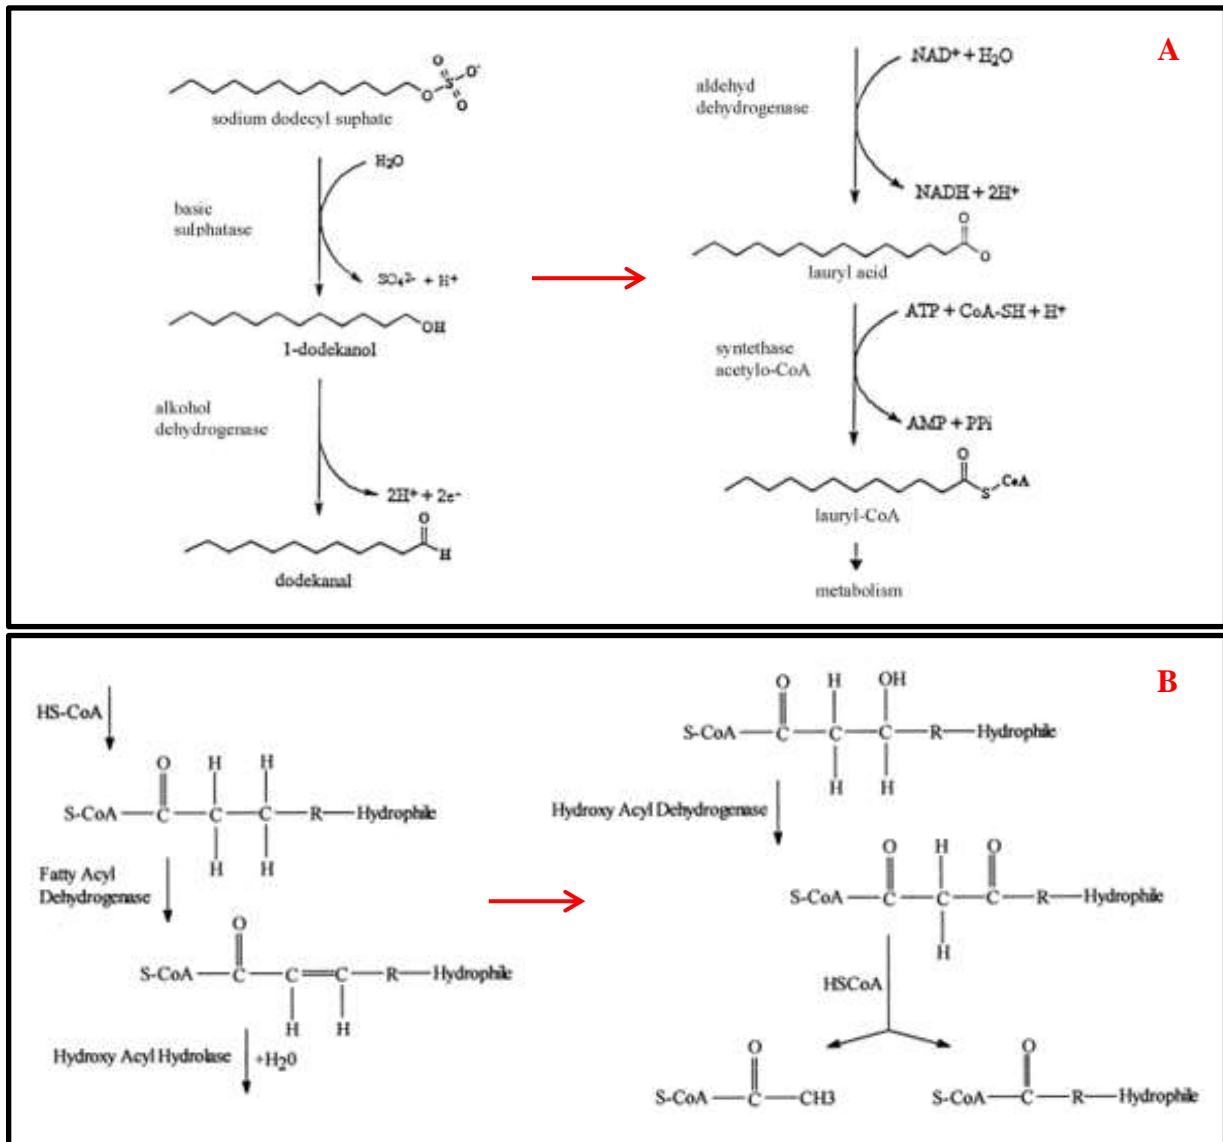 A
O
O⁻
S
O
O
sodium dodecyl suphate
H₂O
basic
sulphatase
SO₄²⁻ + H⁺
OH
1-dodekanol
alkohol
dehydrogenase
2H⁺ + 2e⁻
O
H
dodekanal
NAD⁺ + H₂O
aldehyd
dehydrogenase
NADH + 2H⁺
O
O
lauryl acid
ATP + CoA-SH + H⁺
syntethase
acetylo-CoA
AMP + PPi
O
S CoA
lauryl-CoA
metabolism
B
HS-CoA
O H H
S-CoA C C C R Hydrophile
H H
Fatty Acyl
Dehydrogenase
O
S-CoA C C C R Hydrophile
H H
Hydroxy Acyl Hydrolase +H₂0
O H OH
S-CoA C C C R Hydrophile
H H
Hydroxy Acyl Dehydrogenase
O H O
S-CoA C C C R Hydrophile
H
HSCoA
O
S-CoA C CH3
O
S-CoA C R Hydrophile